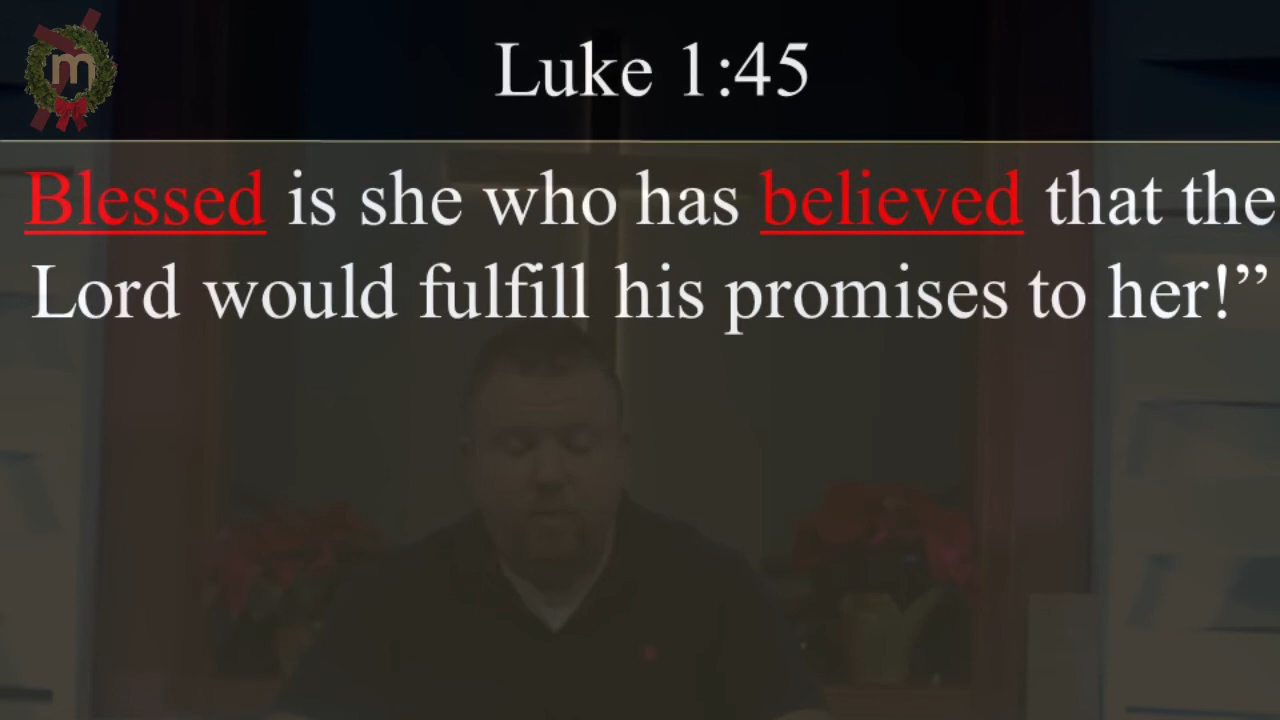 m
Luke 1:45
Blessed is she who has believed that the
Lord would fulfill his promises to her!”